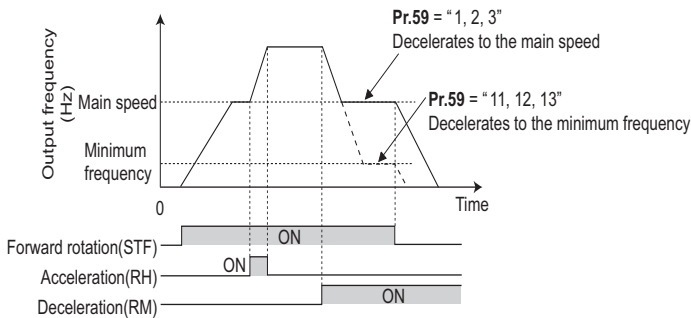 Pr.59 = “1, 2, 3”
Decelerates to the main speed
Output frequency
(Hz)
Main speed
Pr.59 = “11, 12, 13”
Decelerates to the minimum frequency
Minimum
frequency
0
Time
Forward rotation(STF)
ON
Acceleration(RH)
ON
Deceleration(RM)
ON